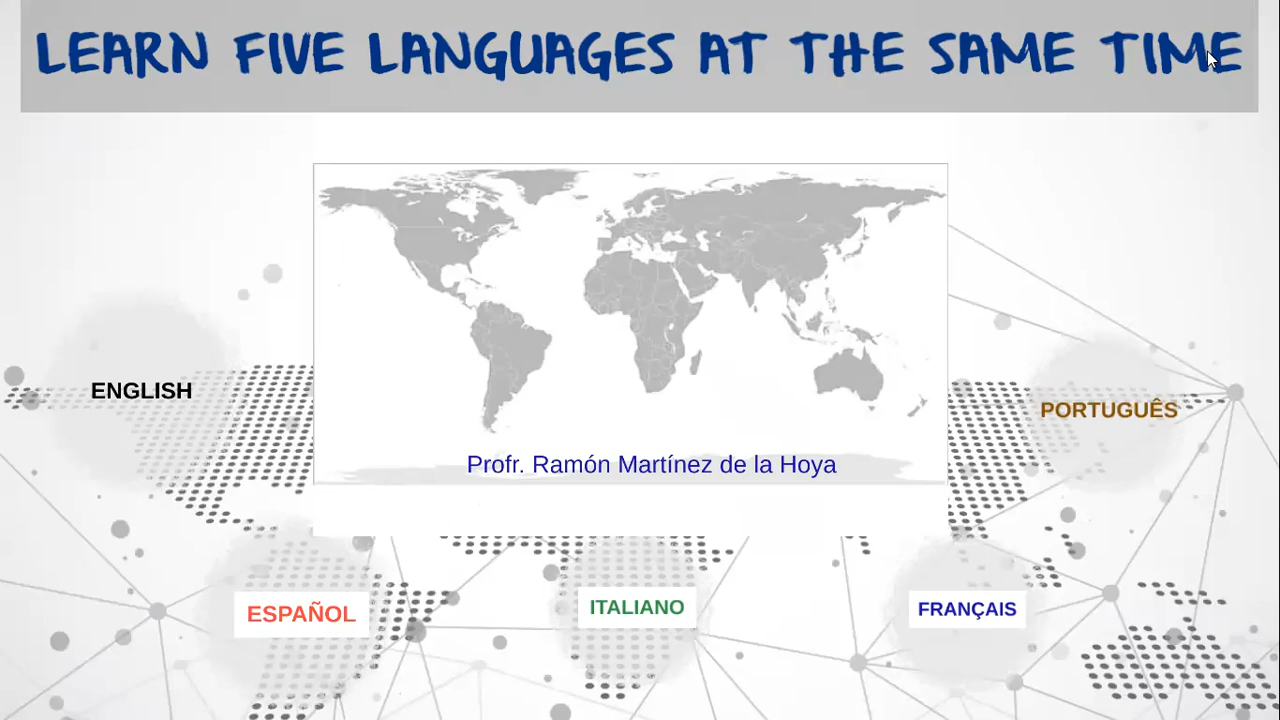 LEARN FIVE LANGUAGES AT THE SAME TIME
ENGLISH
PORTUGUÊS
Profr. Ramón Martínez de la Hoya
ESPAÑOL
ITALIANO
FRANÇAIS